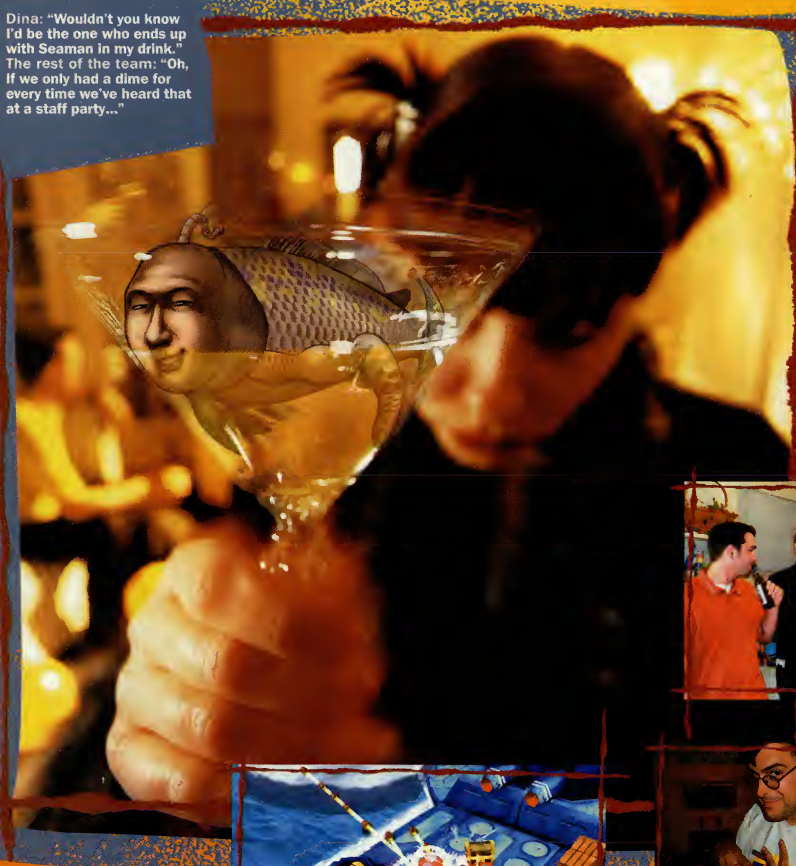 Dina: “Wouldn’t you know
I’d be the one who ends up
with Seaman in my drink.”
The rest of the team: “Oh,
If we only had a dime for
every time we’ve heard that
at a staff party...”